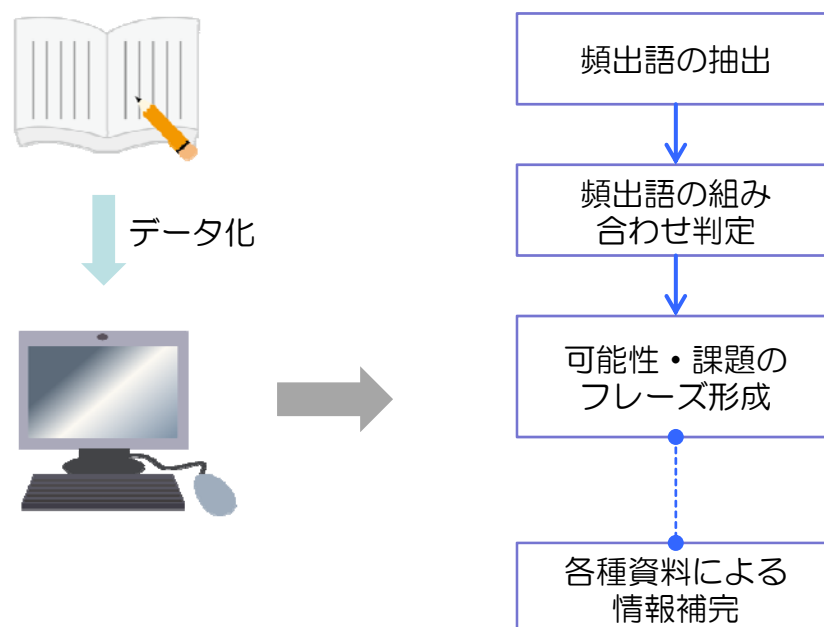 データ化
頻出語の抽出
頻出語の組み
合わせ判定
可能性・課題の
フレーズ形成
各種資料による
情報補完